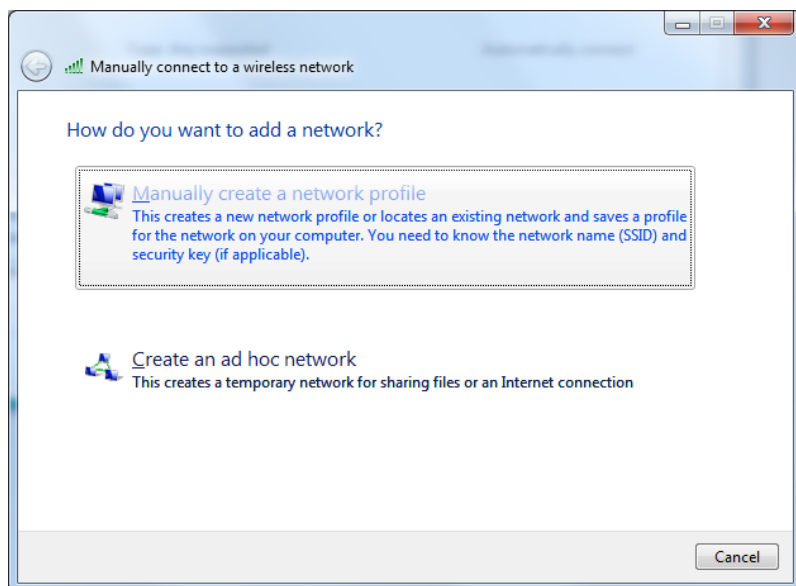 Manually connect to a wireless network
How do you want to add a network?
Manually create a network profile
This creates a new network profile or locates an existing network and saves a profile
for the network on your computer. You need to know the network name (SSID) and
security key (if applicable).
Create an ad hoc network
This creates a temporary network for sharing files or an Internet connection
Cancel